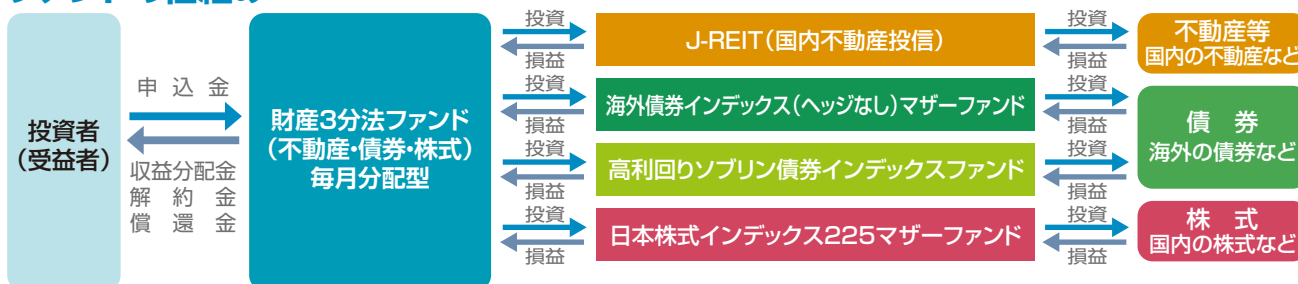 投資者
(受益者)
申込金
収益分配金
解約金
償還金
財産3分法ファンド
(不動産・債券・株式)
毎月分配型
投資
損益
J-REIT(国内不動産投信)
投資
損益
不動産等
国内の不動産など
投資
損益
海外債券インデックス(ヘッジなし)マザーファンド
投資
損益
投資
損益
高利回りソブリン債券インデックスファンド
投資
損益
債券
海外の債券など
投資
損益
日本株式インデックス225マザーファンド
投資
損益
株式
国内の株式など